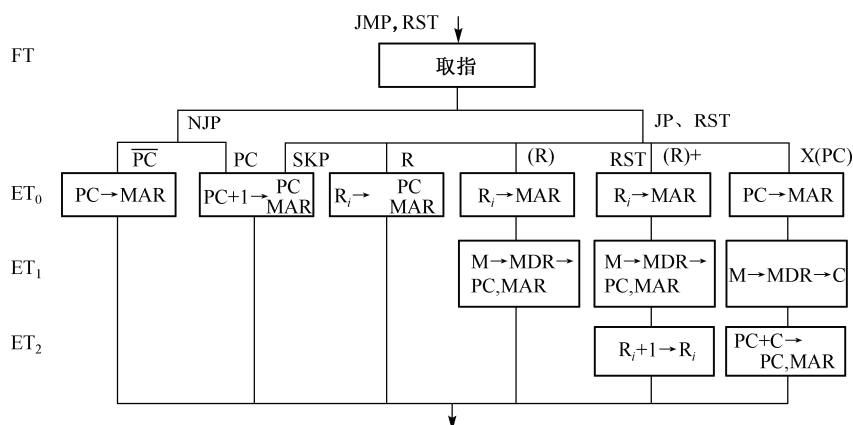 JMP, RST
FT
取指
NJP
JP、RST
P̅C̅
PC
SKP
R
(R)
RST
(R)+
X(PC)
ET₀
PC→MAR
PC+1→PC MAR
Rᵢ→ PC MAR
Rᵢ→MAR
Rᵢ→MAR
PC→MAR
ET₁
M→MDR→
PC,MAR
M→MDR→
PC,MAR
M→MDR→C
ET₂
Rᵢ+1→Rᵢ
PC+C→
PC,MAR